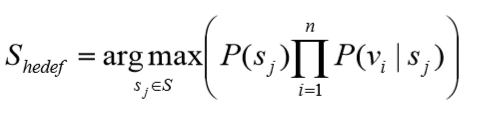 S_hedef = arg max_{s_j ∈ S} ( P(s_j) ∏_{i=1}^{n} P(v_i | s_j) )